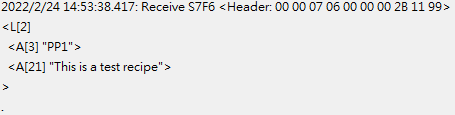 2022/2/24 14:53:38.417: Receive S7F6 <Header: 00 00 07 06 00 00 00 2B 11 99>
<L[2]
<A[3] "PP1">
<A[21] "This is a test recipe">
>
.